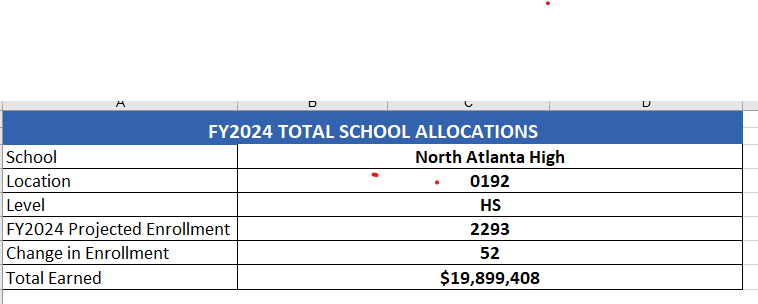 A B C D
FY2024 TOTAL SCHOOL ALLOCATIONS
School North Atlanta High
Location 0192
Level HS
FY2024 Projected Enrollment 2293
Change in Enrollment 52
Total Earned $19,899,408